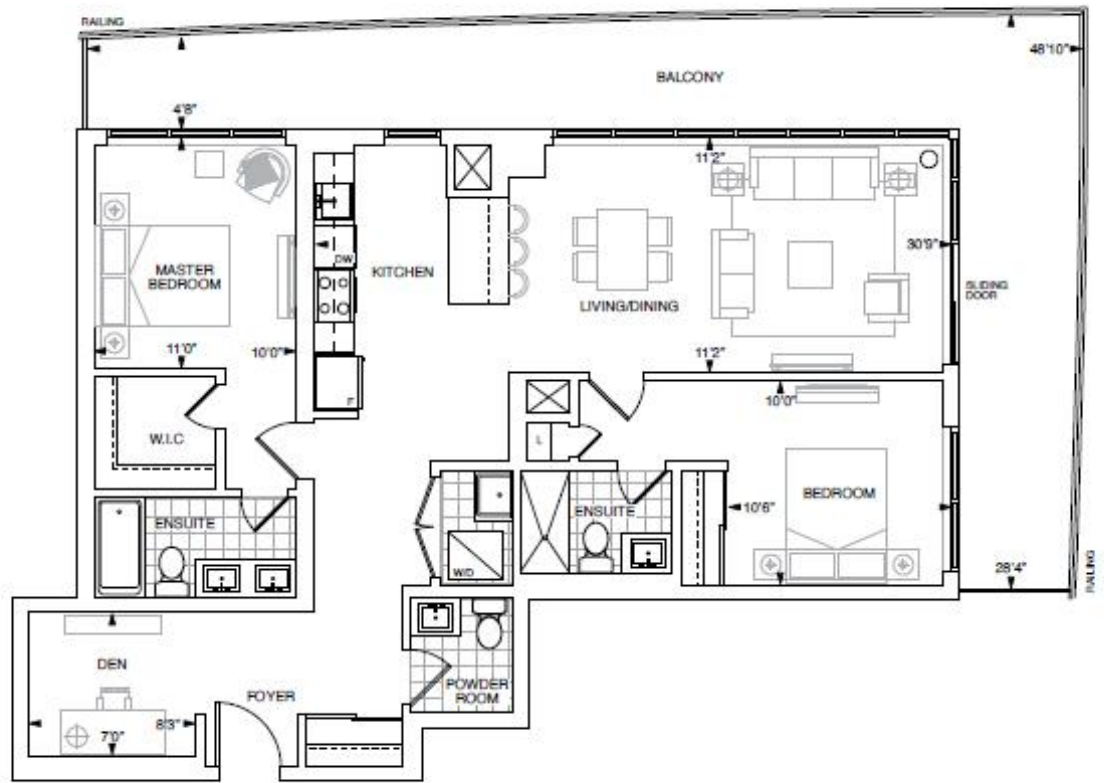 RAILING
48'10"
BALCONY
4'8"
11'2"
30'9"
DW
KITCHEN
MASTER
BEDROOM
SLIDING
DOOR
LIVING/DINING
11'0"
10'0"
11'2"
F
10'0"
W.I.C
L
BEDROOM
ENSUITE
10'6"
ENSUITE
W/D
28'4"
RAILING
DEN
POWDER
ROOM
FOYER
8'3"
7'0"